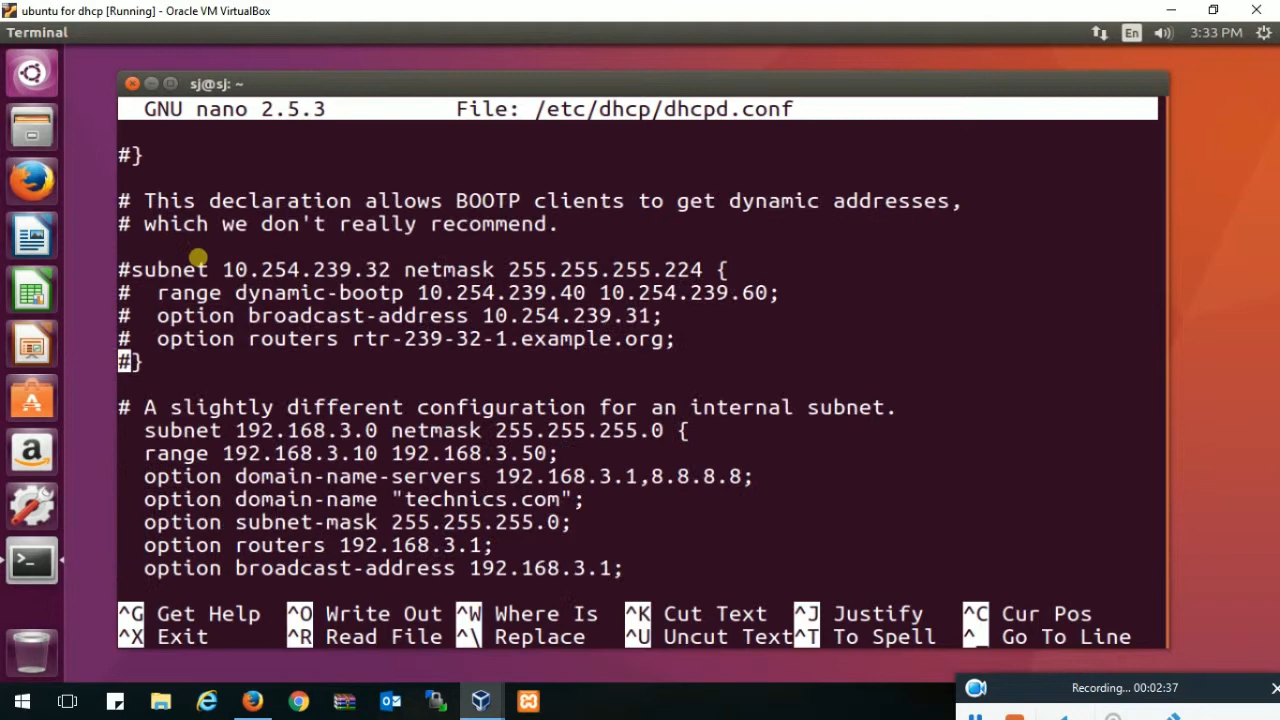 ubuntu for dhcp [Running] - Oracle VM VirtualBox
Terminal
En
3:33 PM
sj@sj: ~
GNU nano 2.5.3 File: /etc/dhcp/dhcpd.conf
#}
# This declaration allows BOOTP clients to get dynamic addresses,
# which we don't really recommend.
#subnet 10.254.239.32 netmask 255.255.255.224 {
# range dynamic-bootp 10.254.239.40 10.254.239.60;
# option broadcast-address 10.254.239.31;
# option routers rtr-239-32-1.example.org;
#}
# A slightly different configuration for an internal subnet.
subnet 192.168.3.0 netmask 255.255.255.0 {
range 192.168.3.10 192.168.3.50;
option domain-name-servers 192.168.3.1,8.8.8.8;
option domain-name "technics.com";
option subnet-mask 255.255.255.0;
option routers 192.168.3.1;
option broadcast-address 192.168.3.1;
^G Get Help ^O Write Out ^W Where Is ^K Cut Text ^J Justify ^C Cur Pos
^X Exit ^R Read File ^\ Replace ^U Uncut Text ^T To Spell ^_ Go To Line
Recording... 00:02:37